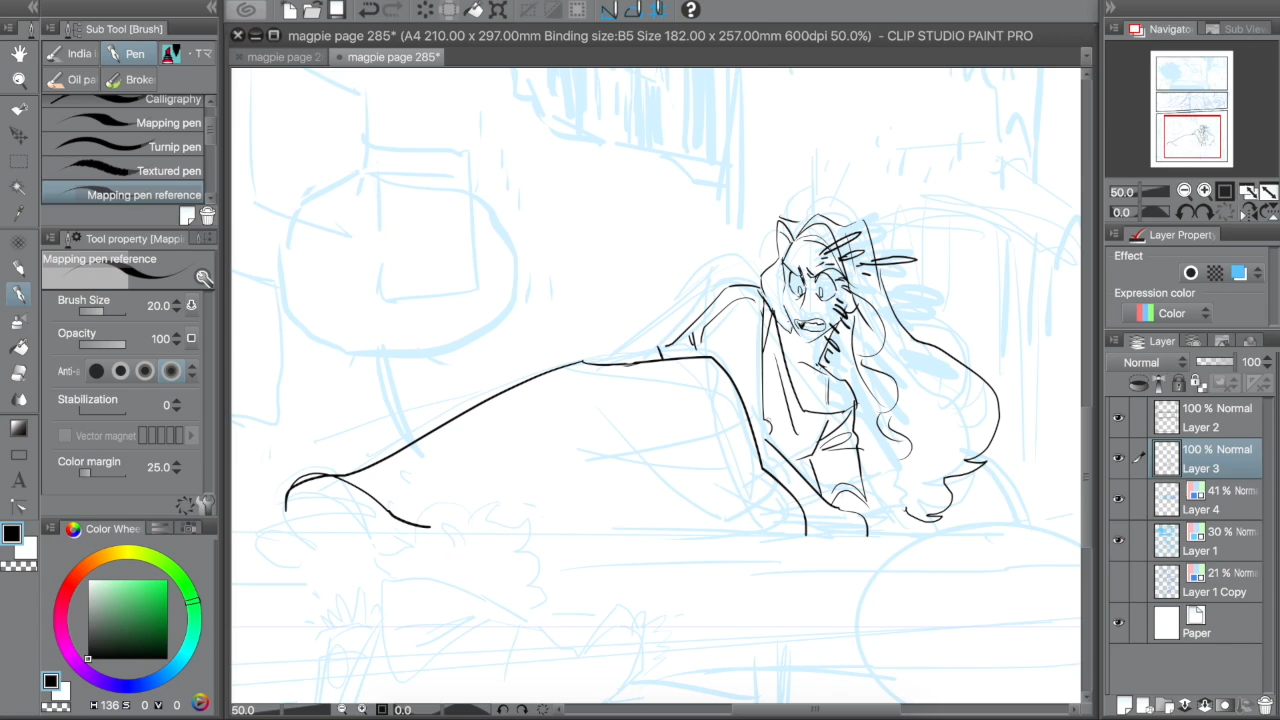 magpie page 285* (A4 210.00 x 297.00mm Binding size:B5 Size 182.00 x 257.00mm 600dpi 50.0%) - CLIP STUDIO PAINT PRO
magpie page 2
magpie page 285*
Sub Tool [Brush]
India i
Pen
T マ
Oil pa
Broke
Calligraphy
Mapping pen
Turnip pen
Textured pen
Mapping pen reference
Tool property [Mappi
Mapping pen reference
Brush Size
20.0
Opacity
100
Anti-a
Stabilization
0
Vector magnet
Color margin
25.0
Color Whee
H 136 S 0 V 0
50.0
0.0
Navigator
Sub View
50.0
0.0
Layer Property
Effect
Expression color
Color
Layer
Normal
100
100 % Normal
Layer 2
100 % Normal
Layer 3
41 % Norm
Layer 4
30 % Norm
Layer 1
21 % Norm
Layer 1 Copy
Paper